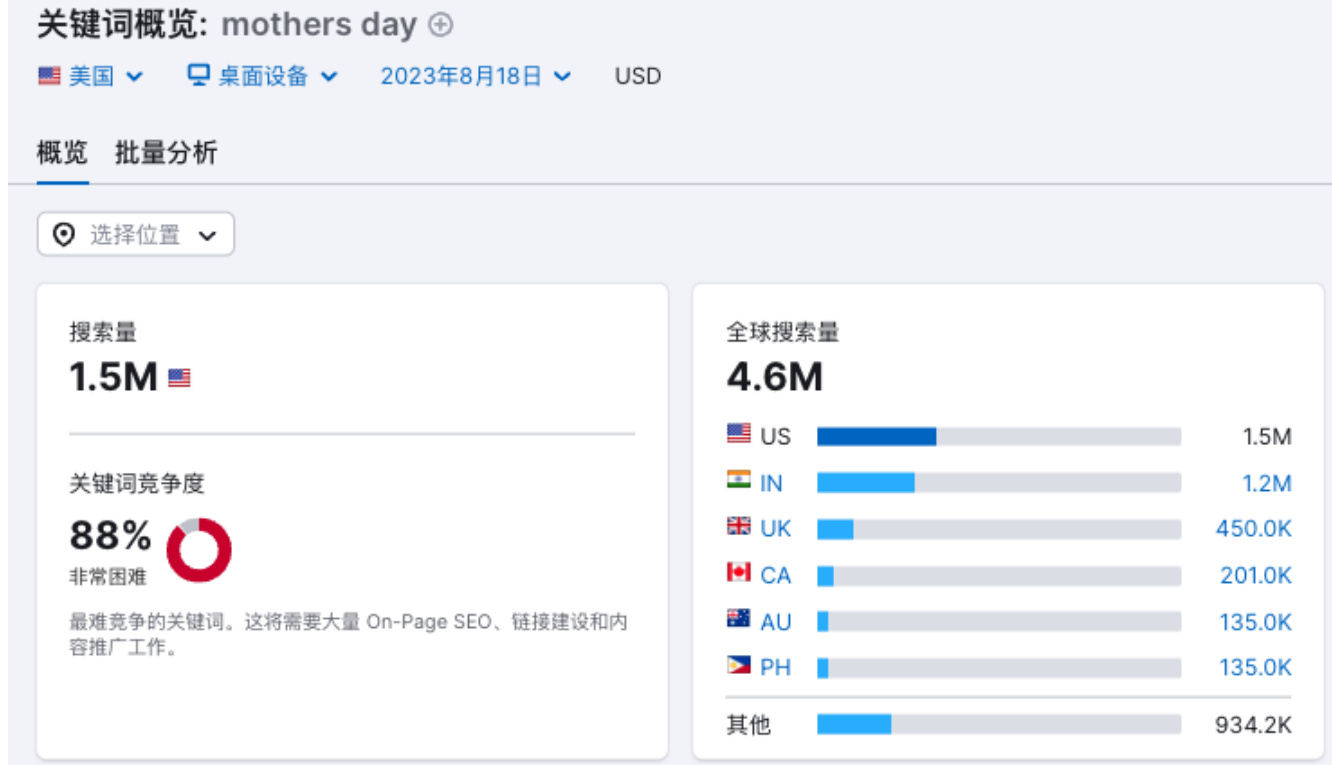 关键词概览: mothers day
美国 桌面设备 2023年8月18日 USD
概览 批量分析
选择位置
搜索量
1.5M
关键词竞争度
88%
非常困难
最难竞争的关键词。这将需要大量 On-Page SEO、链接建设和内
容推广工作。
全球搜索量
4.6M
US 1.5M
IN 1.2M
UK 450.0K
CA 201.0K
AU 135.0K
PH 135.0K
其他 934.2K